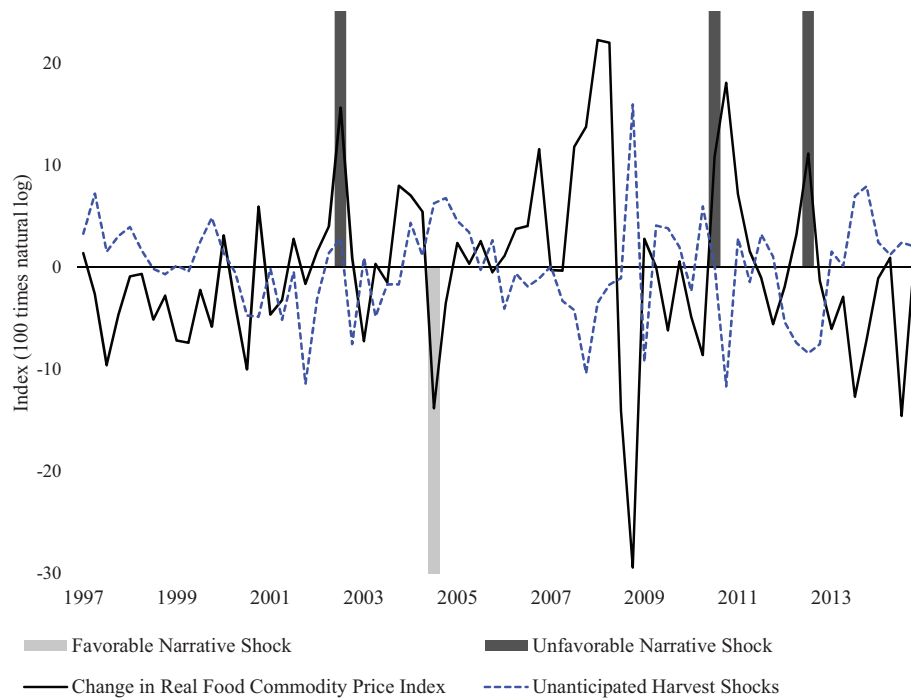 20
10
0
-10
-20
-30
Index (100 times natural log)
1997 1999 2001 2003 2005 2007 2009 2011 2013
Favorable Narrative Shock Unfavorable Narrative Shock
Change in Real Food Commodity Price Index Unanticipated Harvest Shocks